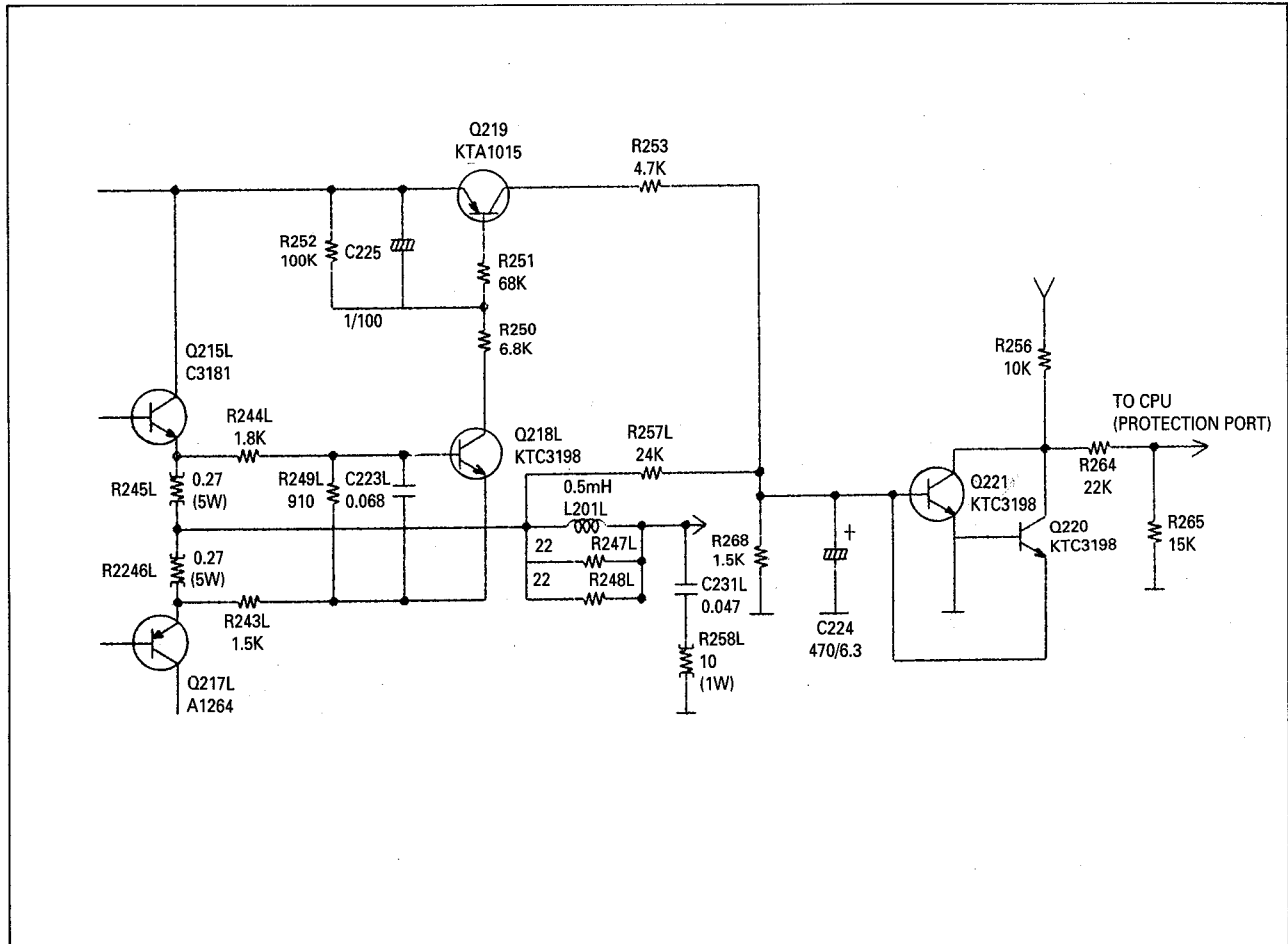 Q219
KTA1015
R253
4.7K
R252
100K
C225
R251
68K
1/100
R250
6.8K
Q215L
C3181
R256
10K
R244L
1.8K
Q218L
KTC3198
R257L
24K
TO CPU
(PROTECTION PORT)
R245L
0.27
(5W)
R249L
910
C223L
0.068
0.5mH
L201L
Q221
KTC3198
R264
22K
R2246L
0.27
(5W)
22
R247L
22
R248L
R268
1.5K
+
Q220
KTC3198
R265
15K
C231L
0.047
R243L
1.5K
C224
470/6.3
R258L
10
(1W)
Q217L
A1264